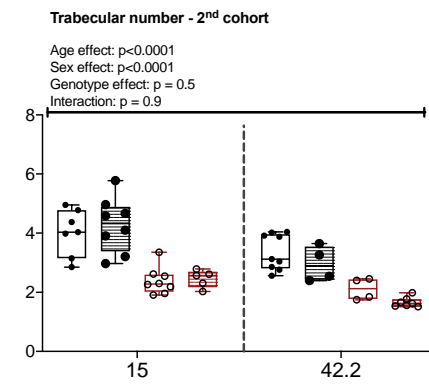 Trabecular number - 2nd cohort
Age effect: p<0.0001
Sex effect: p<0.0001
Genotype effect: p = 0.5
Interaction: p = 0.9
8
6
4
2
0
15 42.2